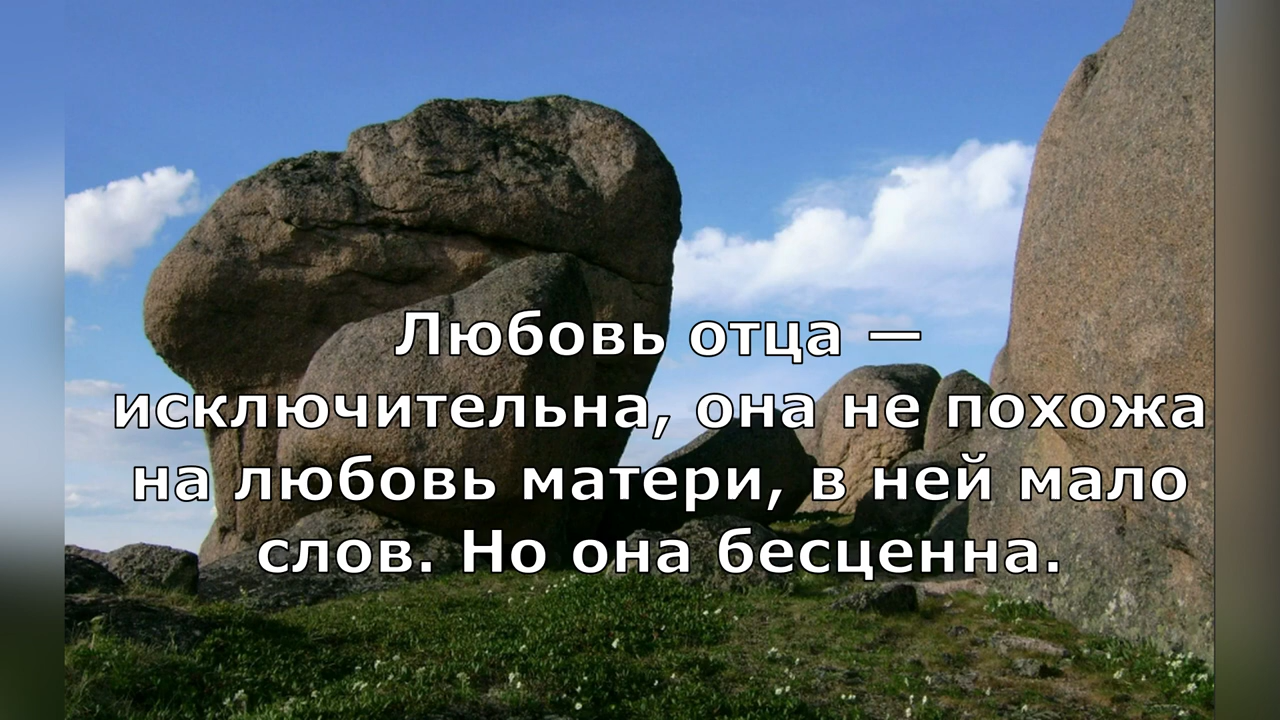 Любовь отца —
исключительна, она не похожа
на любовь матери, в ней мало
слов. Но она бесценна.